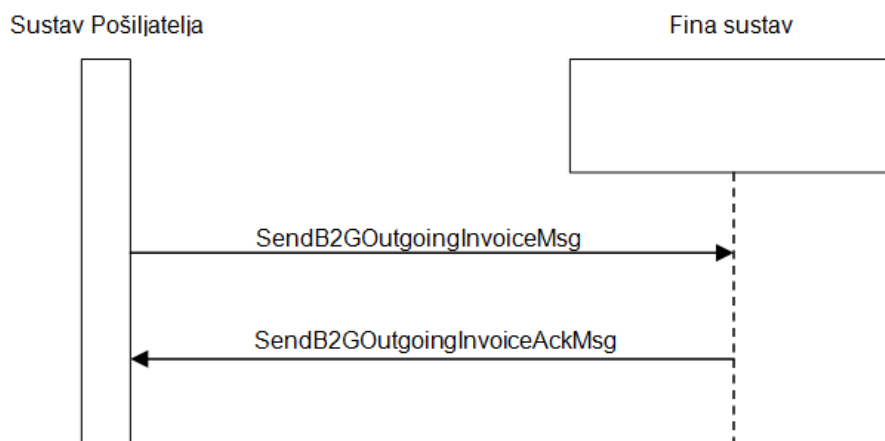 Sustav Pošiljatelja
Fina sustav
SendB2GOutgoingInvoiceMsg
SendB2GOutgoingInvoiceAckMsg